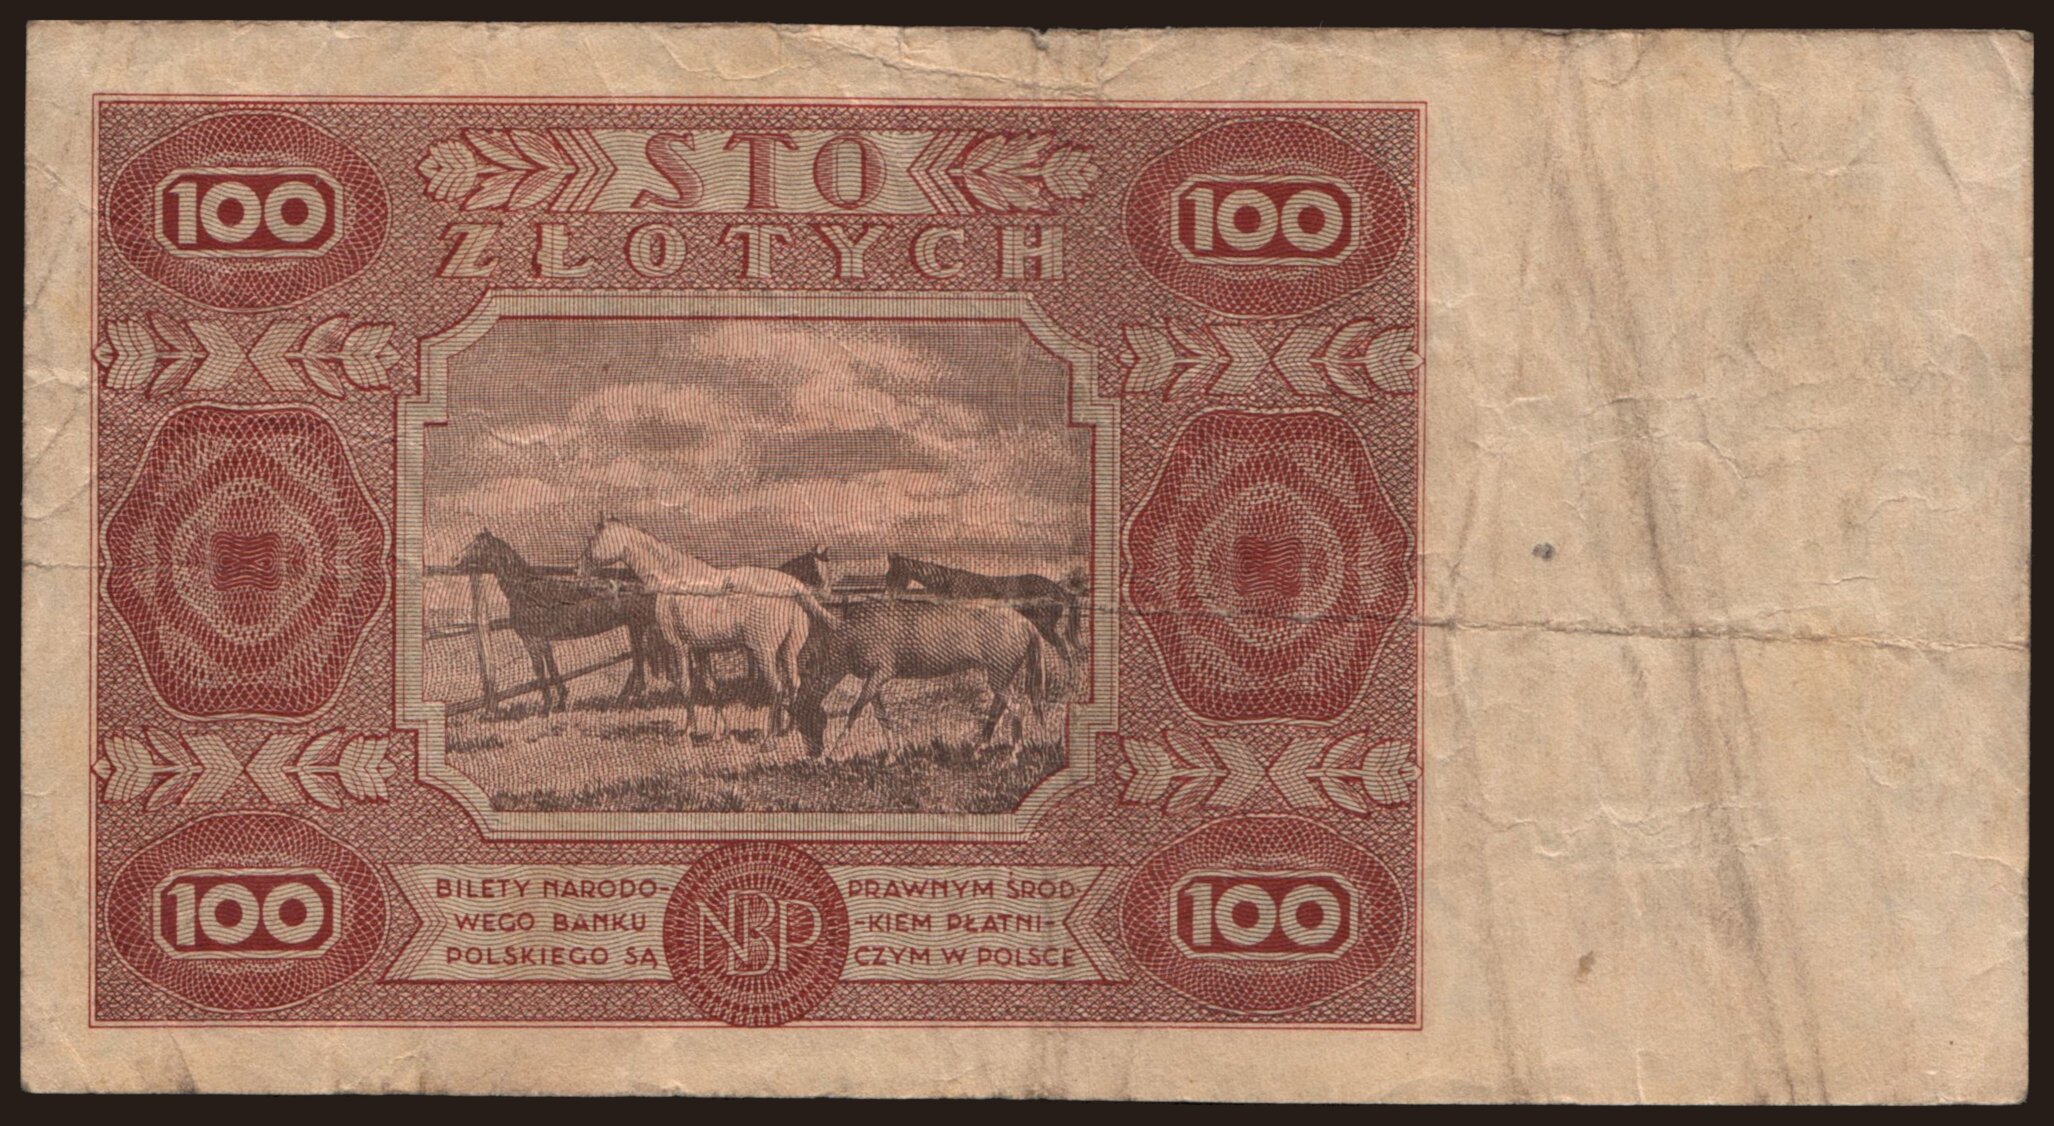 100 STO 100
ZŁOTYCH
BILETY NARODO-
WEGO BANKU
POLSKIEGO SĄ
NBP
PRAWNYM ŚROD-
-KIEM PŁATNI-
CZYM W POLSCE
100 100